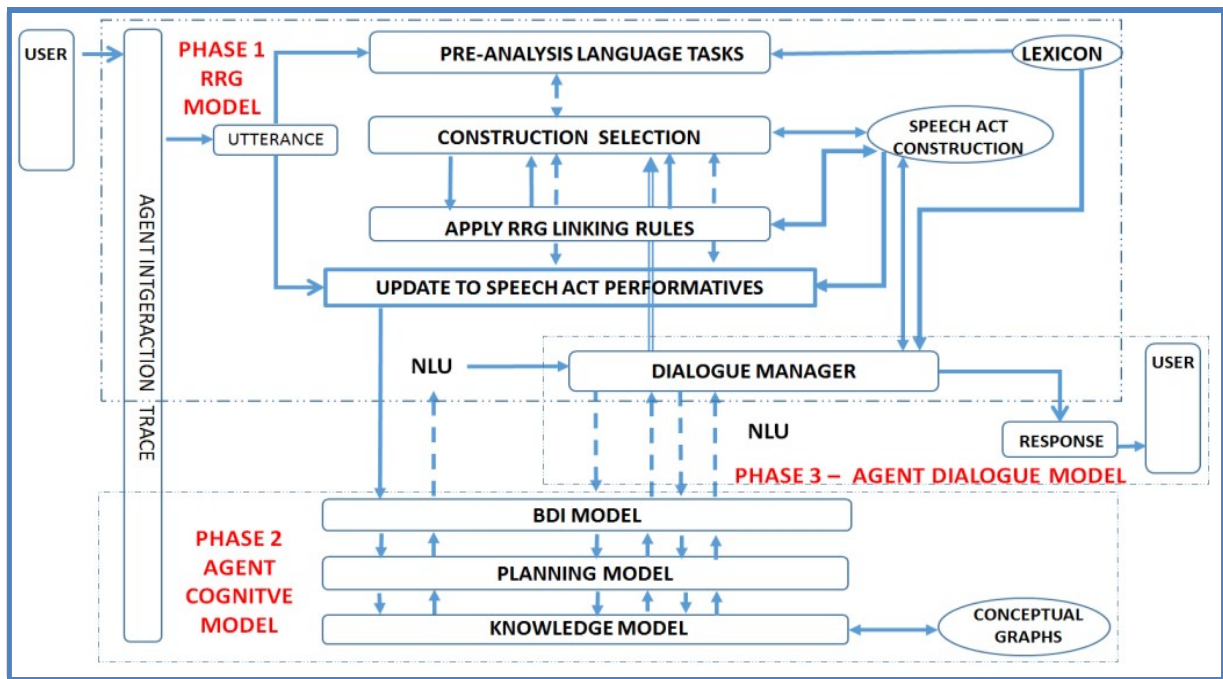 USER
PHASE 1
RRG
MODEL
PRE-ANALYSIS LANGUAGE TASKS
LEXICON
UTTERANCE
CONSTRUCTION SELECTION
SPEECH ACT
CONSTRUCTION
AGENT INTGERACTION TRACE
APPLY RRG LINKING RULES
UPDATE TO SPEECH ACT PERFORMATIVES
NLU
DIALOGUE MANAGER
USER
NLU
RESPONSE
PHASE 3 – AGENT DIALOGUE MODEL
PHASE 2
AGENT
COGNITVE
MODEL
BDI MODEL
PLANNING MODEL
KNOWLEDGE MODEL
CONCEPTUAL
GRAPHS